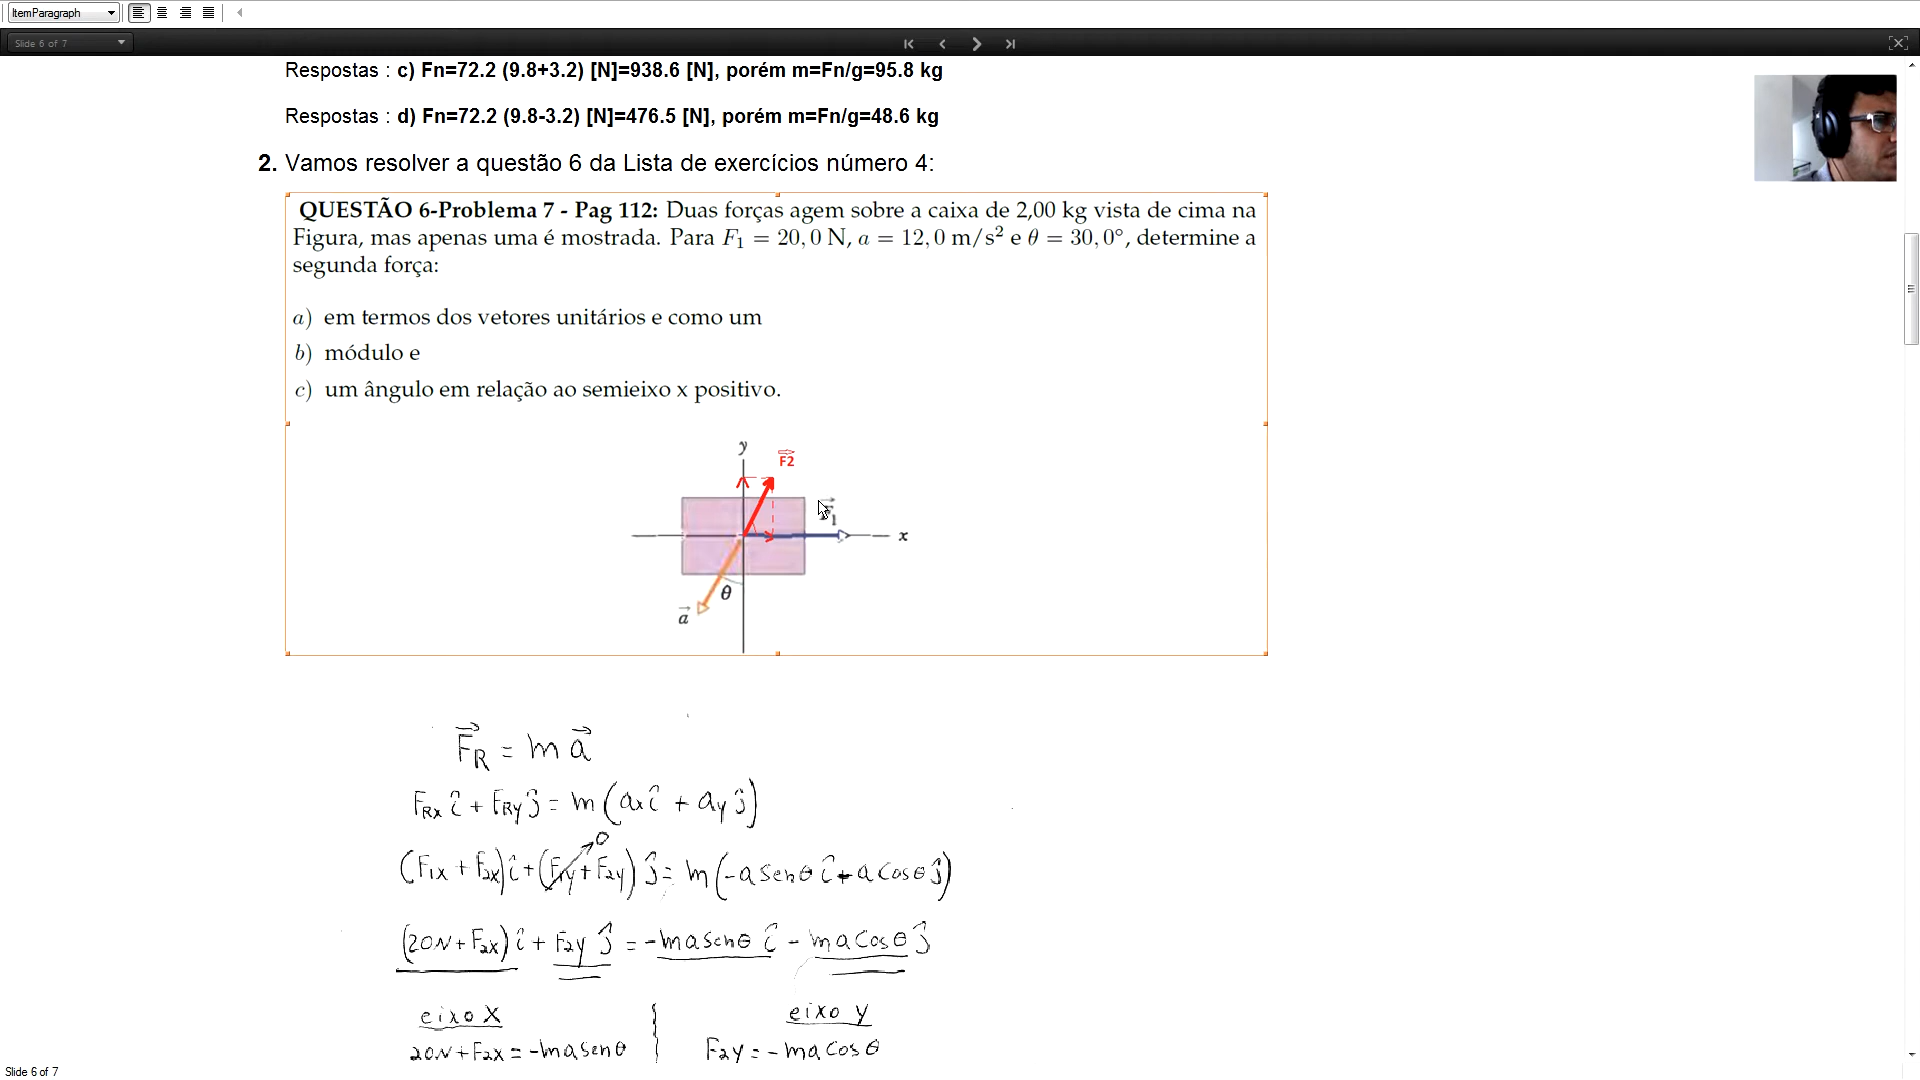 ItemParagraph
Slide 6 of 7
Respostas : c) Fn=72.2 (9.8+3.2) [N]=938.6 [N], porém m=Fn/g=95.8 kg
Respostas : d) Fn=72.2 (9.8-3.2) [N]=476.5 [N], porém m=Fn/g=48.6 kg
2. Vamos resolver a questão 6 da Lista de exercícios número 4:
QUESTÃO 6-Problema 7 - Pag 112: Duas forças agem sobre a caixa de 2,00 kg vista de cima na
Figura, mas apenas uma é mostrada. Para F₁ = 20,0 N, a = 12,0 m/s² e θ = 30,0°, determine a
segunda força:
a) em termos dos vetores unitários e como um
b) módulo e
c) um ângulo em relação ao semieixo x positivo.
y
F2
F₁
x
θ
a⃗
F⃗R = m a⃗
FRx î + FRy ĵ = m (ax î + ay ĵ)
0
(F1x + F2x) î + (F1y + F2y) ĵ = m (-a senθ î - a cosθ ĵ)
(20N + F2x) î + F2y ĵ = -ma senθ î - ma cosθ ĵ
eixo X
eixo y
20N + F2x = -ma senθ
F2y = -ma cosθ
Slide 6 of 7